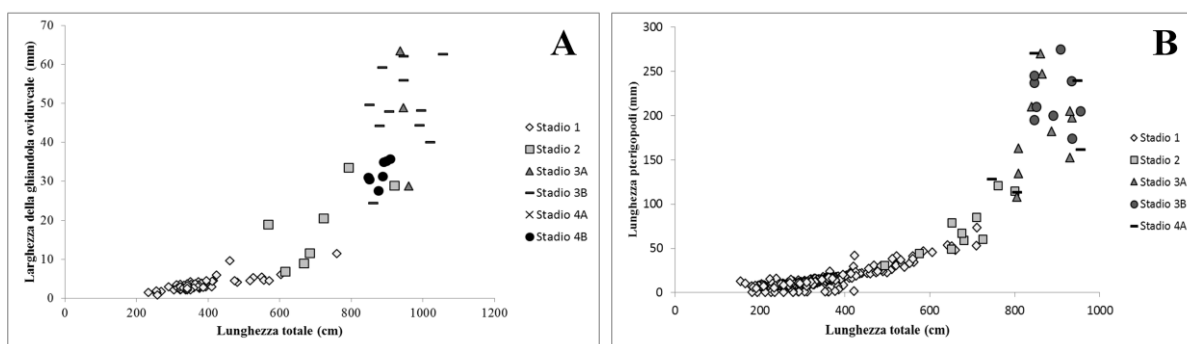 A
Larghezza della ghiandola oviduvcale (mm)
70
60
50
40
30
20
10
0
0 200 400 600 800 1000 1200
Lunghezza totale (cm)
Stadio 1
Stadio 2
Stadio 3A
Stadio 3B
Stadio 4A
Stadio 4B
B
Lunghezza pterigopodi (mm)
300
250
200
150
100
50
0
0 200 400 600 800 1000
Lunghezza totale (cm)
Stadio 1
Stadio 2
Stadio 3A
Stadio 3B
Stadio 4A